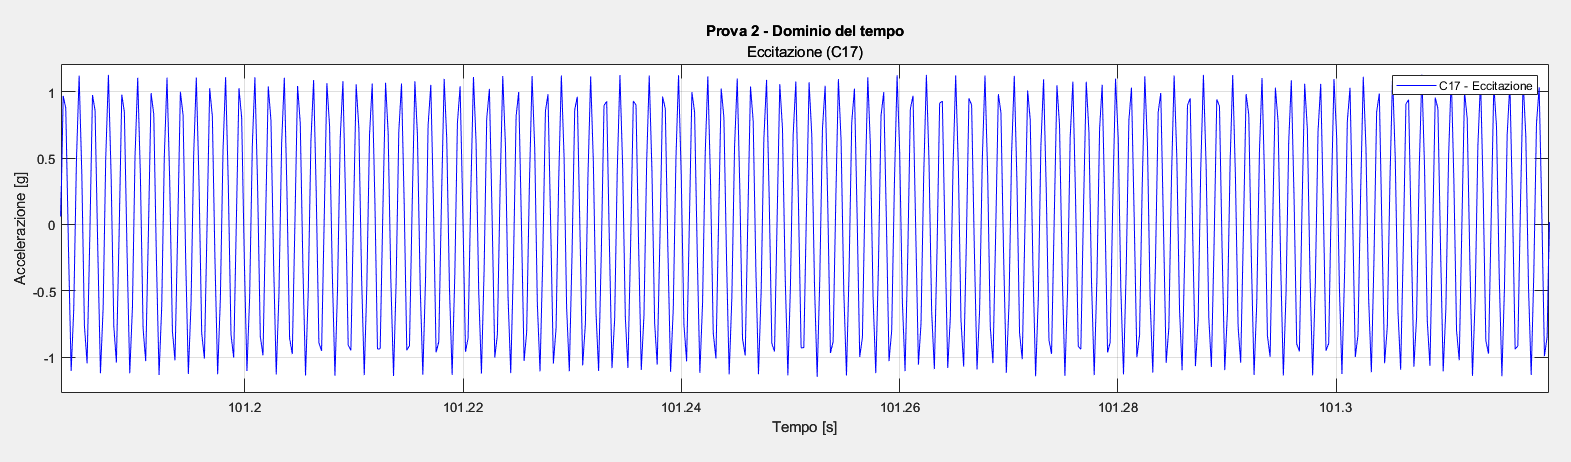 Prova 2 - Dominio del tempo
Eccitazione (C17)
C17 - Eccitazione
Accelerazione [g]
1
0.5
0
-0.5
-1
101.2
101.22
101.24
101.26
101.28
101.3
Tempo [s]